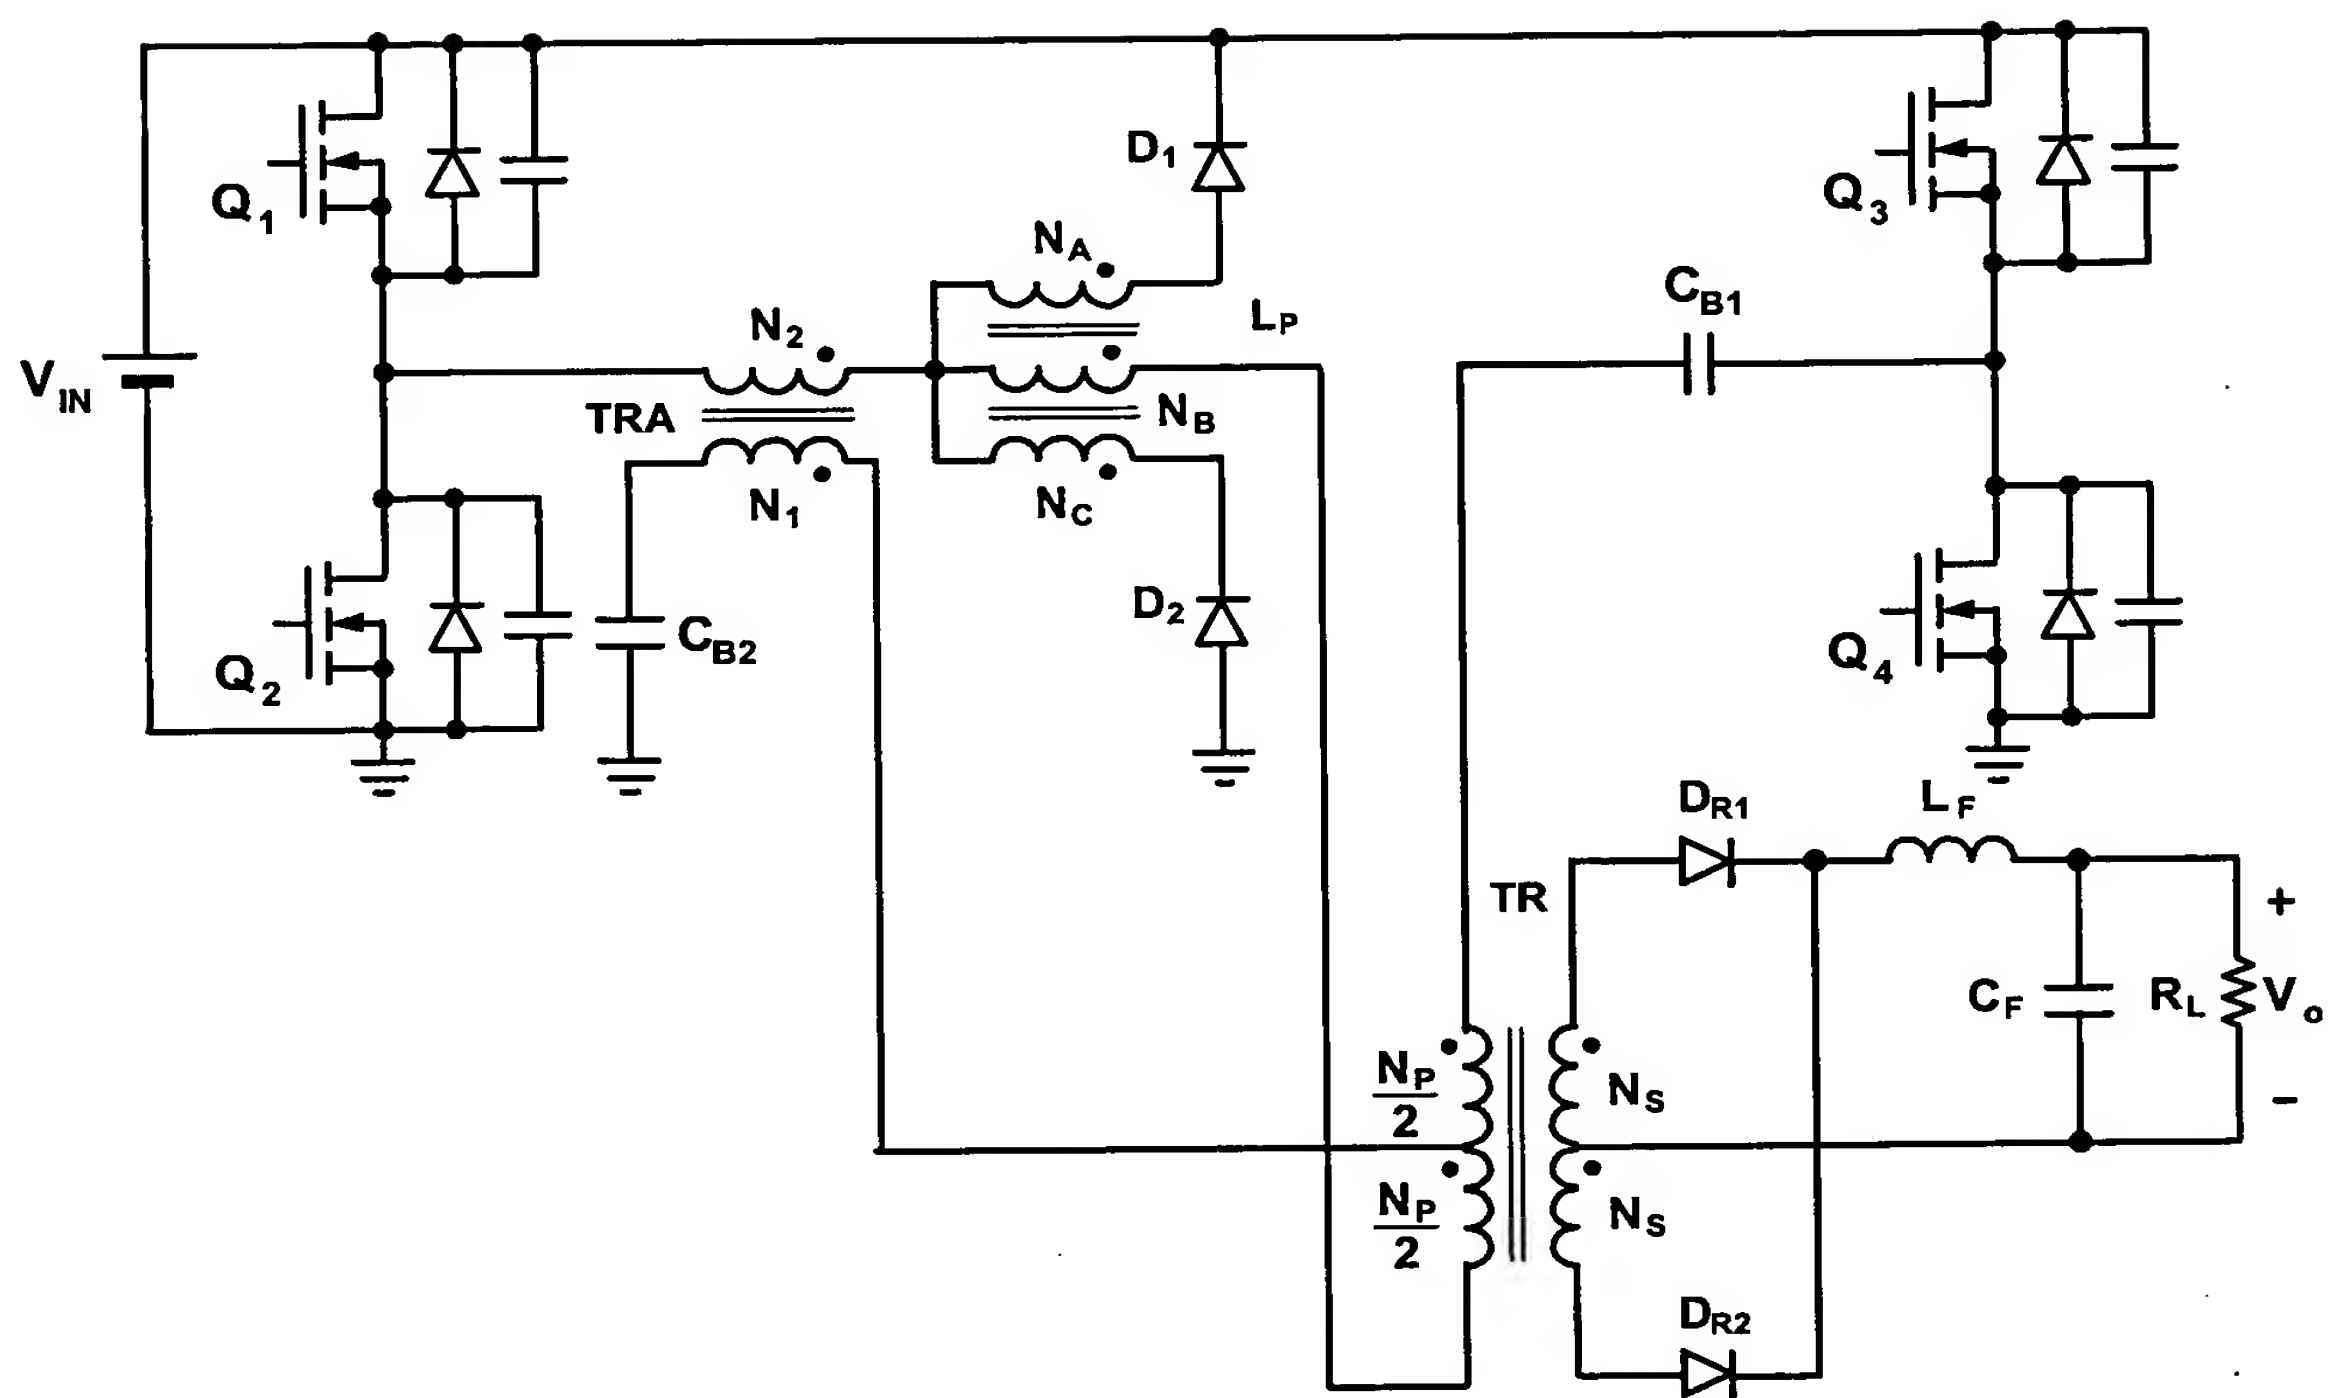 Q1
D1
Q3
NA
CB1
N2
LP
VIN
TRA
NB
N1
NC
Q2
CB2
D2
Q4
DR1
LF
TR
+
CF
RL
Vo
NP
2
NS
−
NP
2
NS
DR2